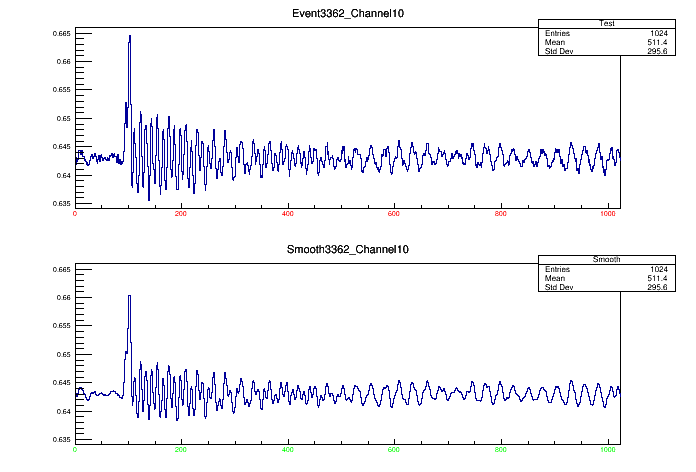 Event3362_Channel10
Test
Entries 1024
Mean 511.4
Std Dev 295.6
0.665
0.66
0.655
0.65
0.645
0.64
0.635
0 200 400 600 800 1000
Smooth3362_Channel10
Smooth
Entries 1024
Mean 511.4
Std Dev 295.6
0.665
0.66
0.655
0.65
0.645
0.64
0.635
0 200 400 600 800 1000